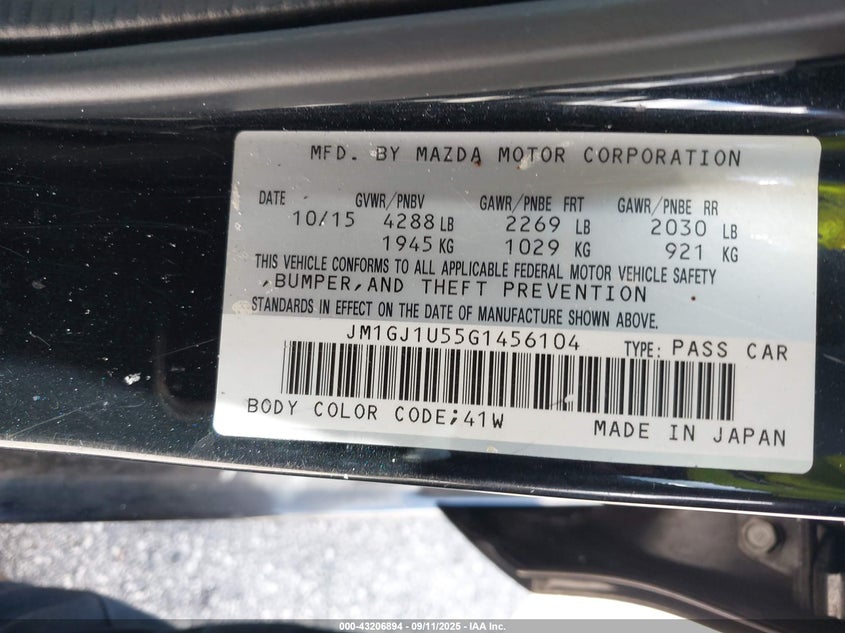 MFD. BY MAZDA MOTOR CORPORATION
DATE GVWR/PNBV GAWR/PNBE FRT GAWR/PNBE RR
10/15 4288 LB 2269 LB 2030 LB
1945 KG 1029 KG 921 KG
THIS VEHICLE CONFORMS TO ALL APPLICABLE FEDERAL MOTOR VEHICLE SAFETY
,BUMPER,AND THEFT PREVENTION
STANDARDS IN EFFECT ON THE DATE OF MANUFACTURE SHOWN ABOVE.
JM1GJ1U55G1456104 TYPE: PASS CAR
BODY COLOR CODE;41W MADE IN JAPAN
000-43206894 - 09/11/2025 - IAA Inc.